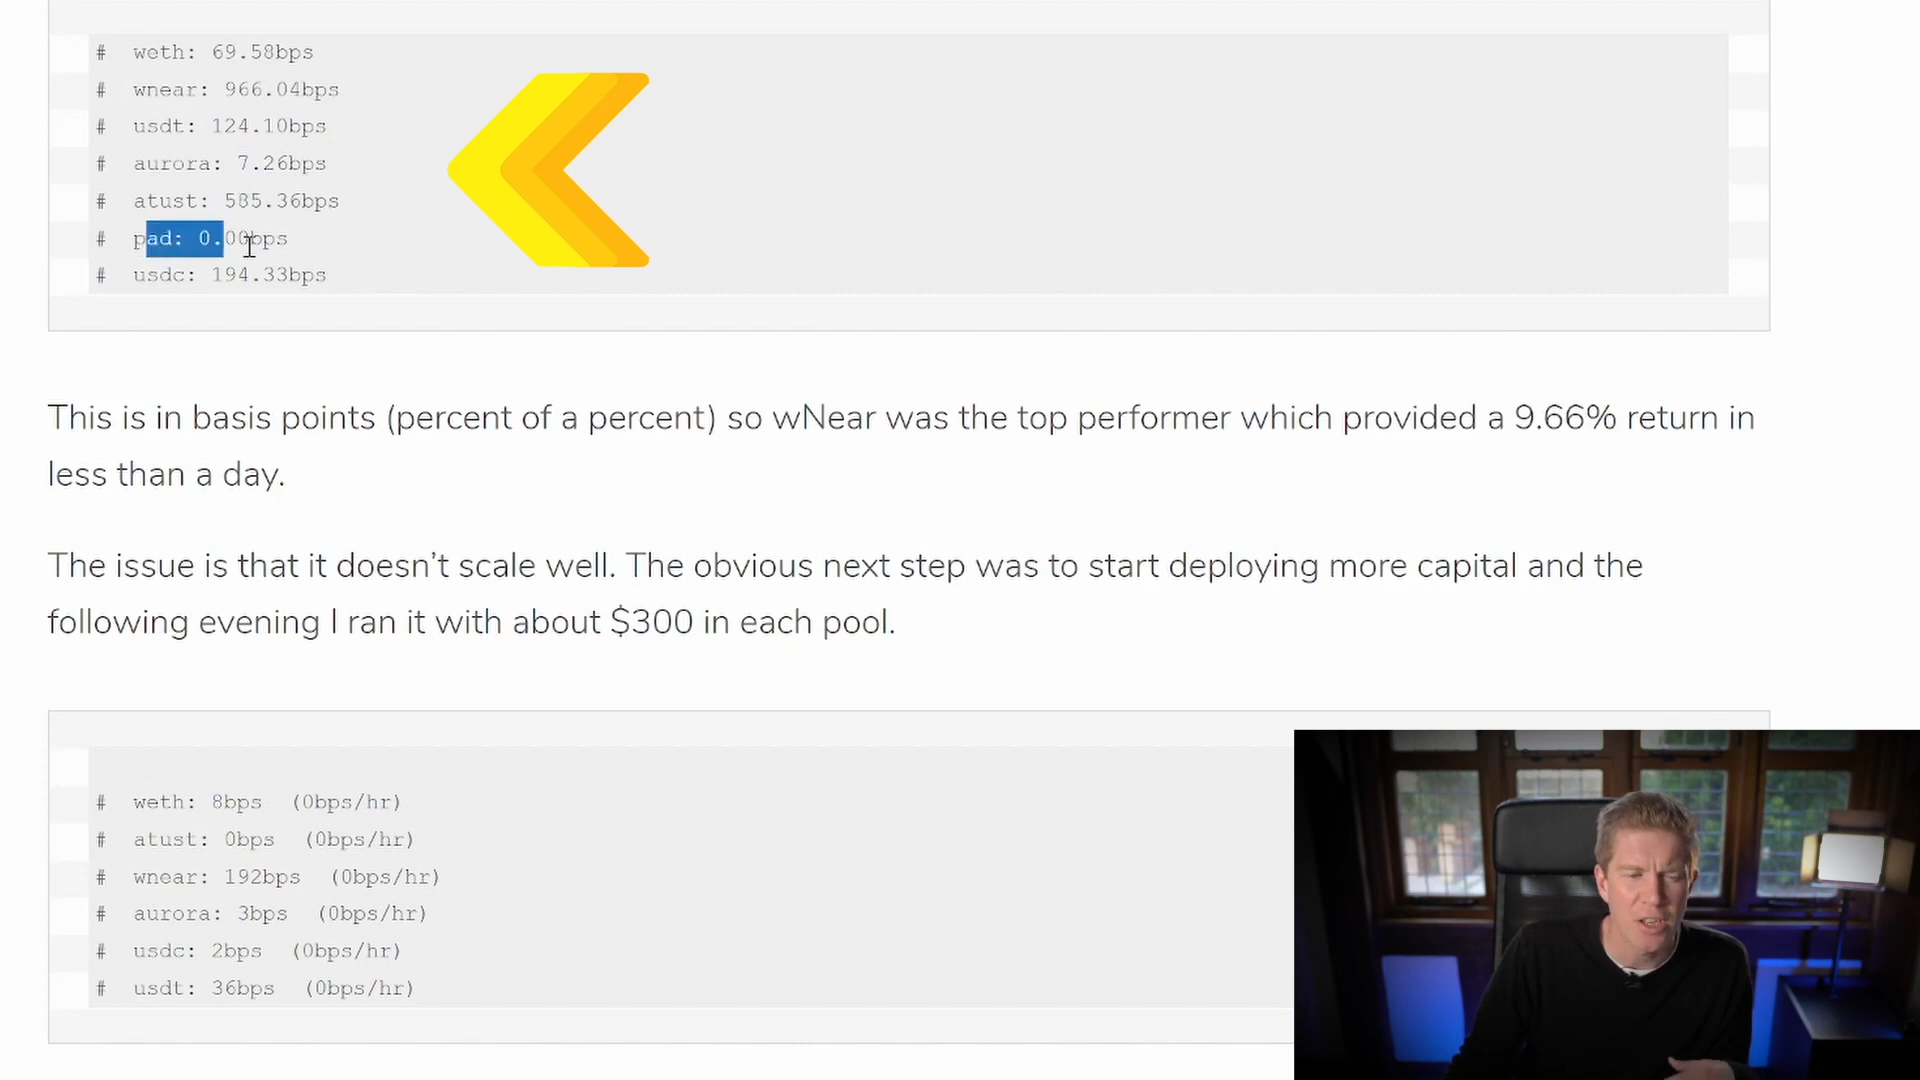 # weth: 69.58bps
# wnear: 966.04bps
# usdt: 124.10bps
# aurora: 7.26bps
# atust: 585.36bps
# pad: 0.00bps
# usdc: 194.33bps
This is in basis points (percent of a percent) so wNear was the top performer which provided a 9.66% return in
less than a day.
The issue is that it doesn’t scale well. The obvious next step was to start deploying more capital and the
following evening I ran it with about $300 in each pool.
# weth: 8bps (0bps/hr)
# atust: 0bps (0bps/hr)
# wnear: 192bps (0bps/hr)
# aurora: 3bps (0bps/hr)
# usdc: 2bps (0bps/hr)
# usdt: 36bps (0bps/hr)